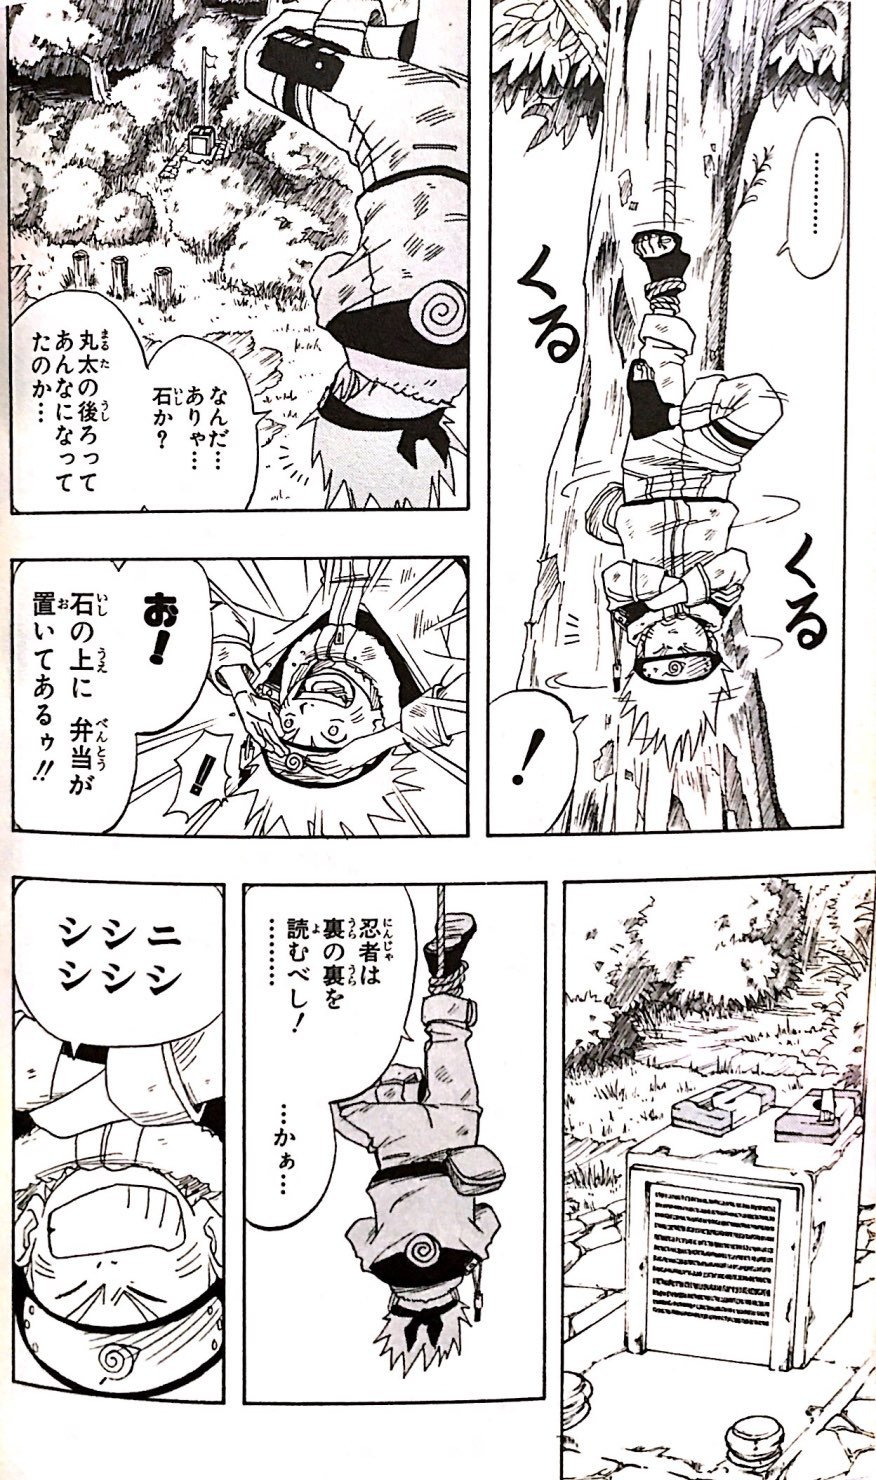 …………
くる
くる
！
なんだ…
ありゃ…
石か？
丸太の後ろって
あんなになって
たのか…
お！
石の上に 弁当が
置いてあるゥ!!
!!
忍者は
裏の裏を
読むべし！
…………
…かぁ…
ニシ
シシ
シシ